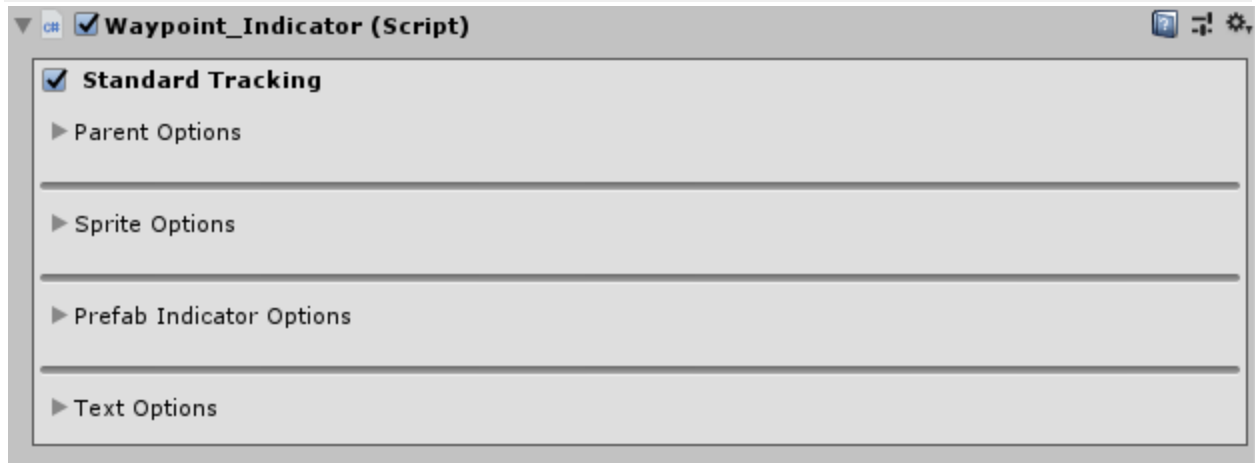 c# Waypoint_Indicator (Script)
Standard Tracking
Parent Options
Sprite Options
Prefab Indicator Options
Text Options